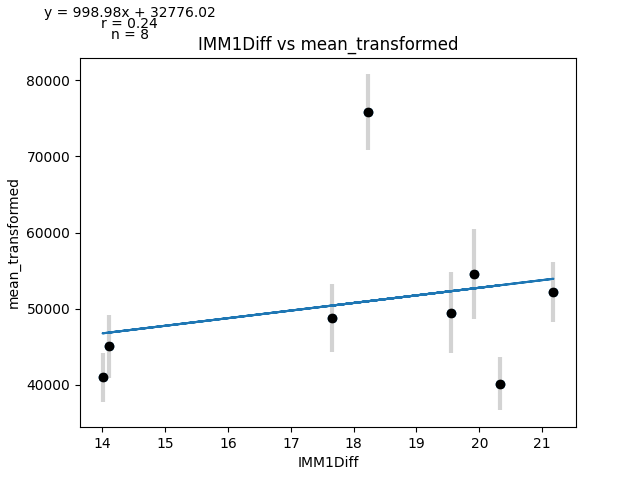 y = 998.98x + 32776.02
r = 0.24
n = 8
IMM1Diff vs mean_transformed
80000
70000
60000
50000
40000
mean_transformed
14 15 16 17 18 19 20 21
IMM1Diff